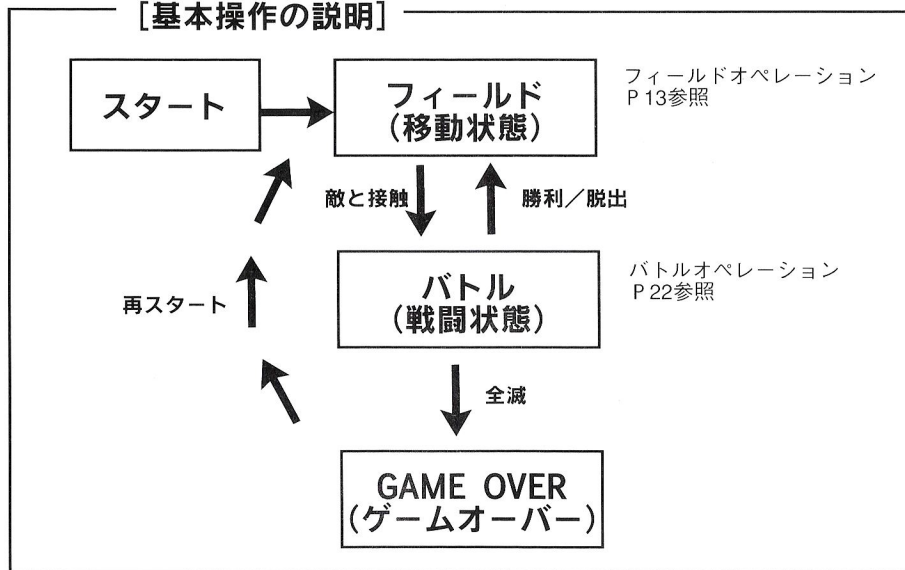 [基本操作の説明]
スタート
フィールド
(移動状態)
フィールドオペレーション
P 13参照
敵と接触
勝利／脱出
バトル
(戦闘状態)
バトルオペレーション
P 22参照
再スタート
全滅
GAME OVER
(ゲームオーバー)